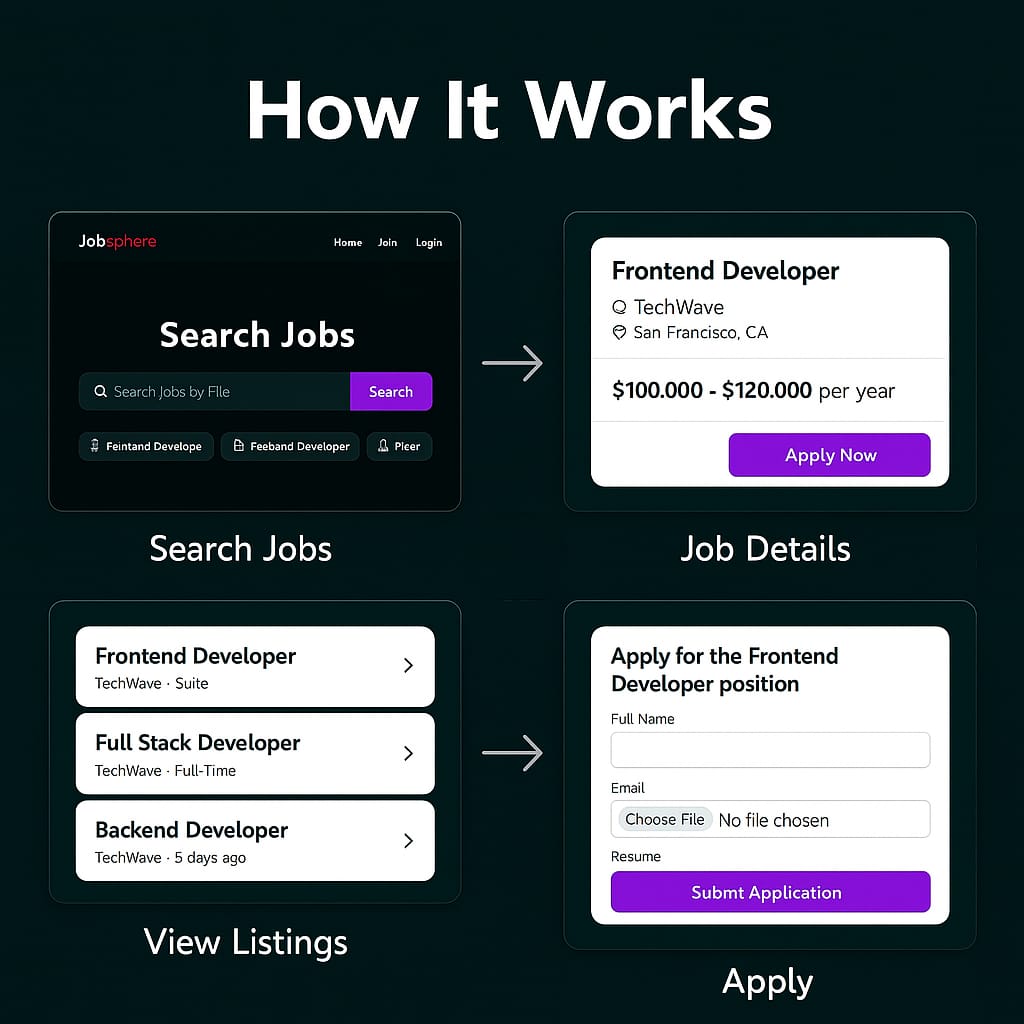 How It Works
Jobsphere
Home Join Login
Search Jobs
Search Jobs by FIle
Search
Feintand Develope
Feeband Developer
Plcer
Search Jobs
Frontend Developer
TechWave
San Francisco, CA
$100.000 - $120.000 per year
Apply Now
Job Details
Frontend Developer
TechWave · Suite
Full Stack Developer
TechWave · Full-Time
Backend Developer
TechWave · 5 days ago
View Listings
Apply for the Frontend
Developer position
Full Name
Email
Choose File No file chosen
Resume
Submt Application
Apply